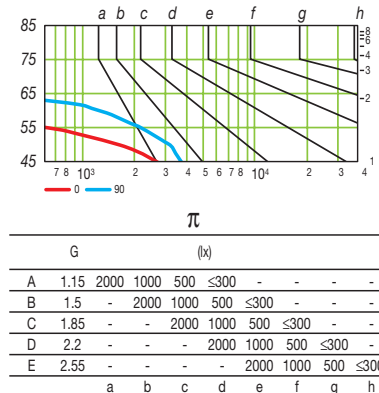 a b c d e f g h
85
75
65
55
45
8
6
5
4
3
2
1
7 8 10³ 2 3 4 5 6 7 8 10⁴ 2 3 4
0 90
π
G (lx)
A 1.15 2000 1000 500 ≤300 - - - -
B 1.5 - 2000 1000 500 ≤300 - - -
C 1.85 - - 2000 1000 500 ≤300 - -
D 2.2 - - - 2000 1000 500 ≤300 -
E 2.55 - - - - 2000 1000 500 ≤300
a b c d e f g h